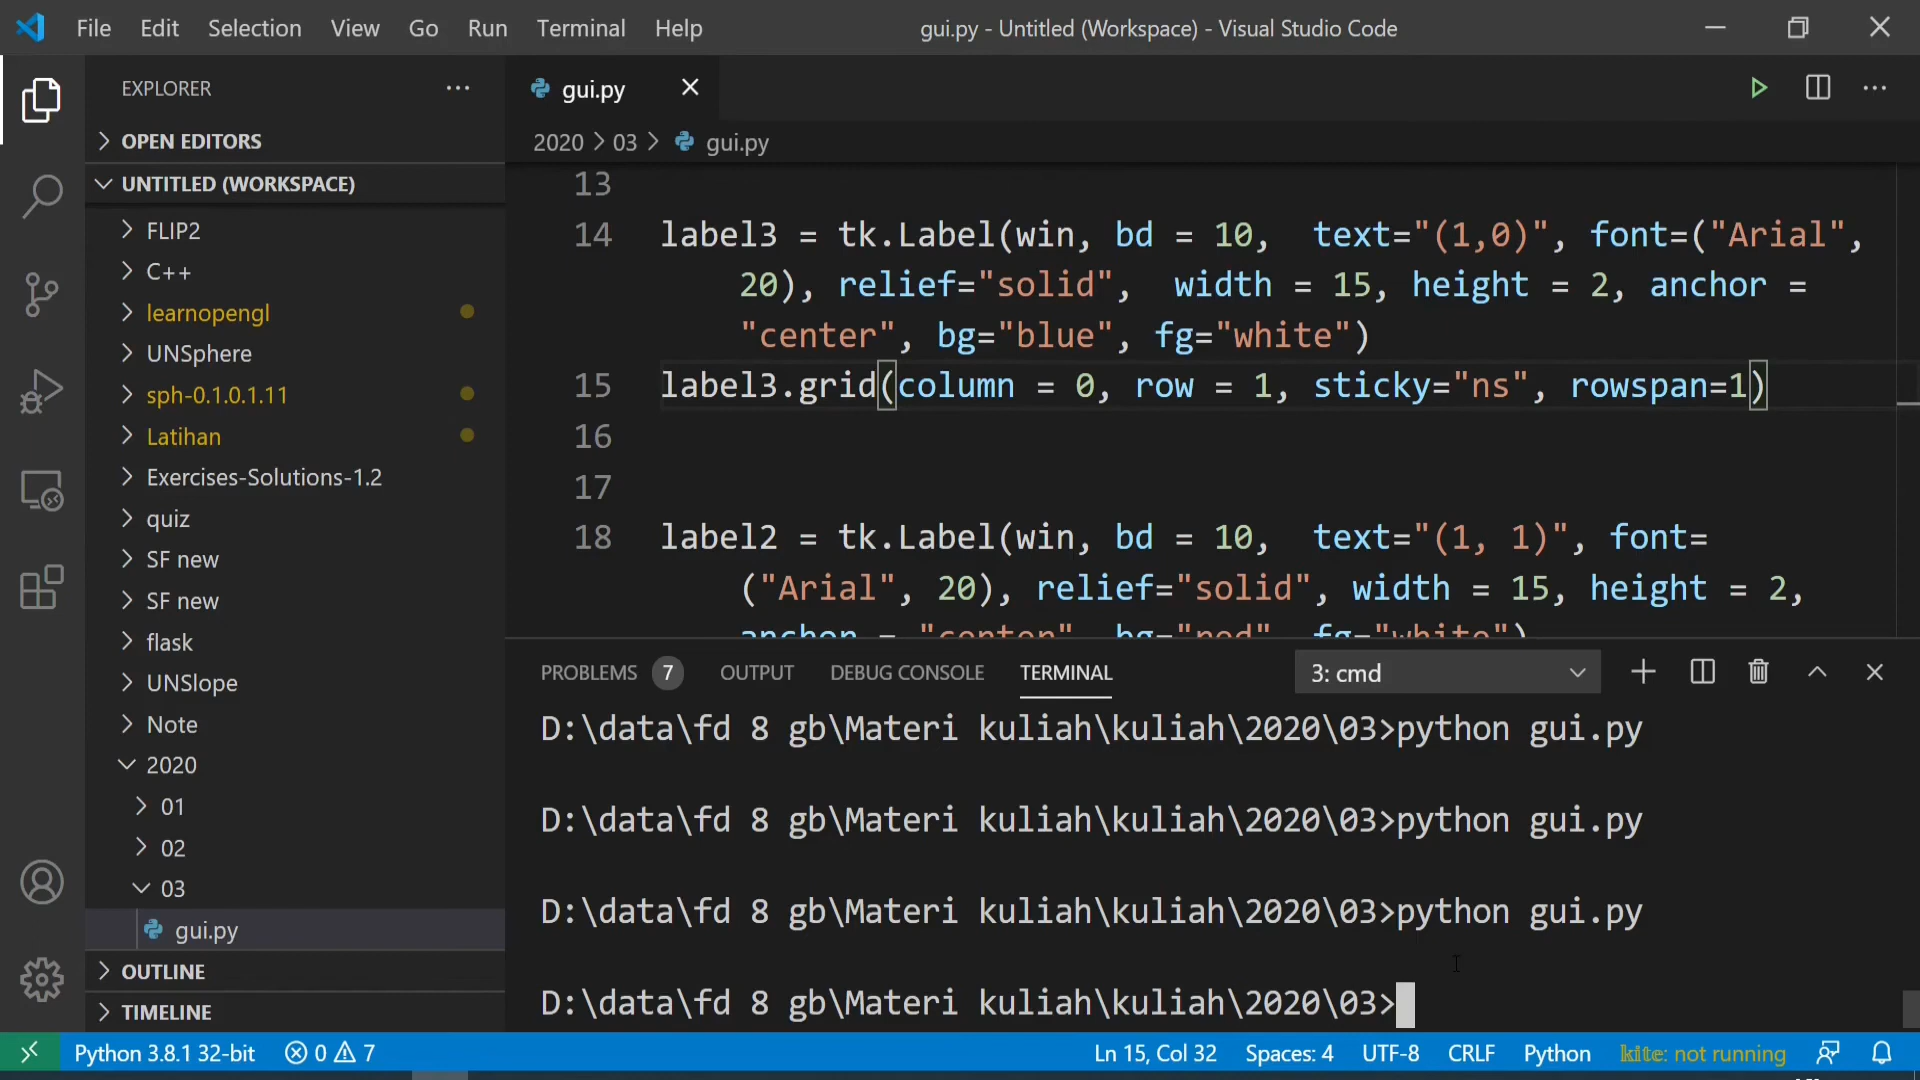 File Edit Selection View Go Run Terminal Help
gui.py - Untitled (Workspace) - Visual Studio Code
EXPLORER
OPEN EDITORS
UNTITLED (WORKSPACE)
FLIP2
C++
learnopengl
UNSphere
sph-0.1.0.1.11
Latihan
Exercises-Solutions-1.2
quiz
SF new
SF new
flask
UNSlope
Note
2020
01
02
03
gui.py
OUTLINE
TIMELINE
gui.py
2020 > 03 > gui.py
13
14 label3 = tk.Label(win, bd = 10,  text="(1,0)", font=("Arial",
20), relief="solid",  width = 15, height = 2, anchor =
"center", bg="blue", fg="white")
15 label3.grid(column = 0, row = 1, sticky="ns", rowspan=1)
16
17
18 label2 = tk.Label(win, bd = 10,  text="(1, 1)", font=
("Arial", 20), relief="solid", width = 15, height = 2,
anchor = "center", bg="red", fg="white")
PROBLEMS 7 OUTPUT DEBUG CONSOLE TERMINAL 3: cmd
D:\data\fd 8 gb\Materi kuliah\kuliah\2020\03>python gui.py
D:\data\fd 8 gb\Materi kuliah\kuliah\2020\03>python gui.py
D:\data\fd 8 gb\Materi kuliah\kuliah\2020\03>python gui.py
D:\data\fd 8 gb\Materi kuliah\kuliah\2020\03>
Python 3.8.1 32-bit 0 7 Ln 15, Col 32 Spaces: 4 UTF-8 CRLF Python kite: not running